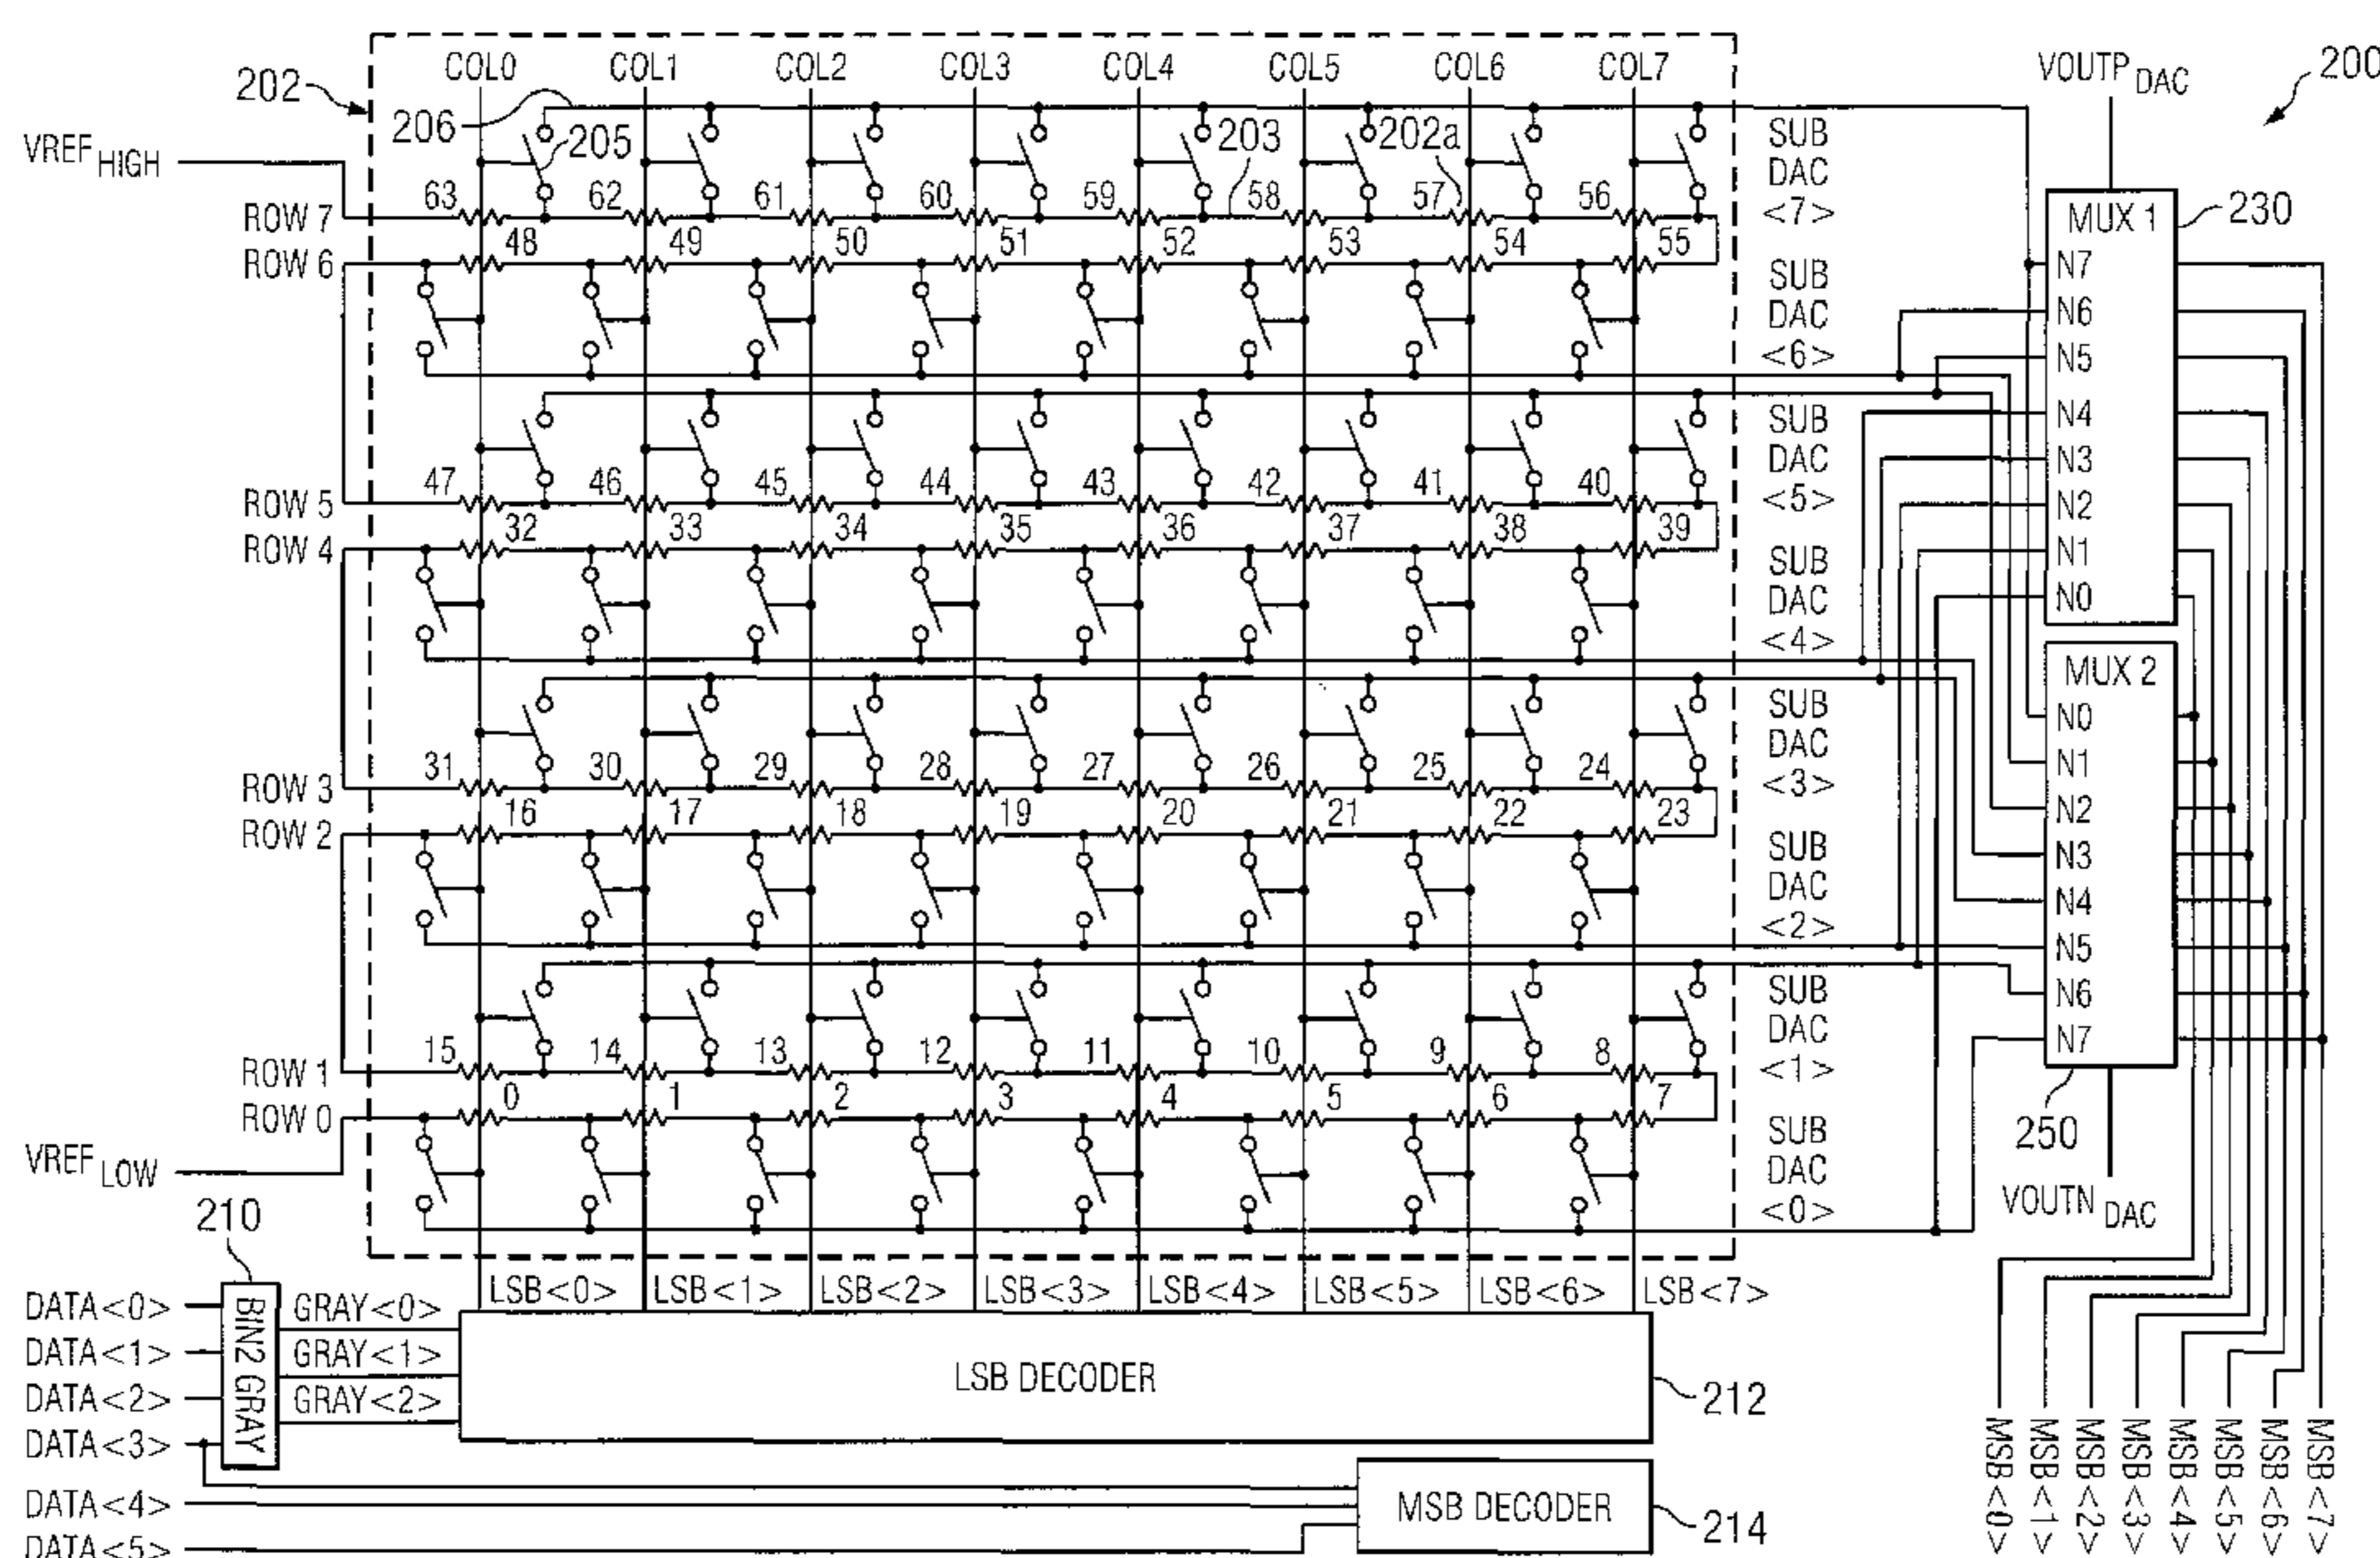 COL0 COL1 COL2 COL3 COL4 COL5 COL6 COL7
VOUTP DAC
200
202
206
205
203
202a
VREF HIGH
SUB DAC <7>
MUX 1
230
63 62 61 60 59 58 57 56
ROW 7
48 49 50 51 52 53 54 55
ROW 6
SUB DAC <6>
N7
N6
N5
N4
N3
N2
N1
N0
SUB DAC <5>
47 46 45 44 43 42 41 40
ROW 5
32 33 34 35 36 37 38 39
ROW 4
SUB DAC <4>
MUX 2
N0
N1
N2
N3
N4
N5
N6
N7
SUB DAC <3>
31 30 29 28 27 26 25 24
ROW 3
16 17 18 19 20 21 22 23
ROW 2
SUB DAC <2>
SUB DAC <1>
15 14 13 12 11 10 9 8
ROW 1
0 1 2 3 4 5 6 7
ROW 0
SUB DAC <0>
250
VREF LOW
VOUTN DAC
210
LSB<0> LSB<1> LSB<2> LSB<3> LSB<4> LSB<5> LSB<6> LSB<7>
DATA<0>
DATA<1>
DATA<2>
DATA<3>
DATA<4>
DATA<5>
BIN2 GRAY
GRAY<0>
GRAY<1>
GRAY<2>
LSB DECODER
212
MSB DECODER
214
MSB<0>
MSB<1>
MSB<2>
MSB<3>
MSB<4>
MSB<5>
MSB<6>
MSB<7>